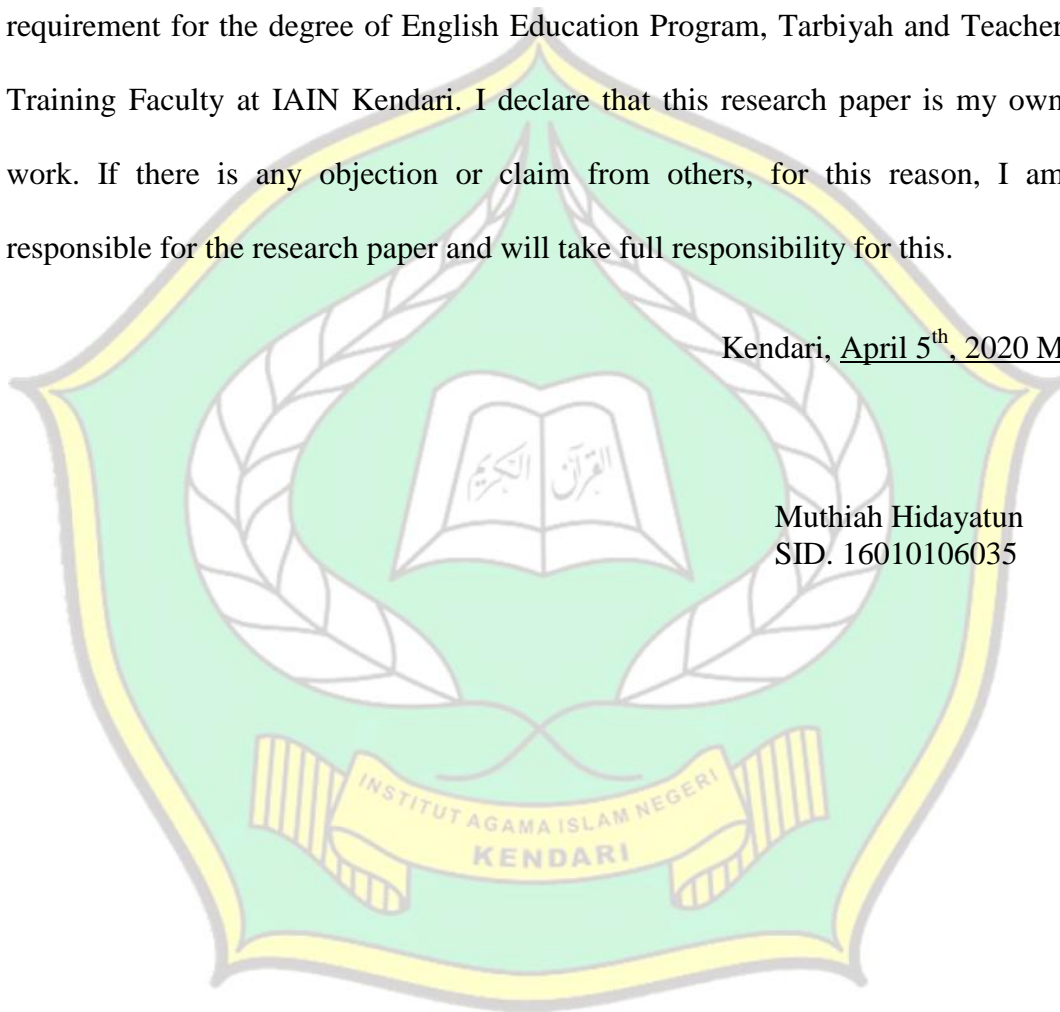 requirement for the degree of English Education Program, Tarbiyah and Teacher
Training Faculty at IAIN Kendari. I declare that this research paper is my own
work. If there is any objection or claim from others, for this reason, I am
responsible for the research paper and will take full responsibility for this.
Kendari, April 5th, 2020 M
القرآن الكريم
Muthiah Hidayatun
SID. 16010106035
INSTITUT AGAMA ISLAM NEGERI
KENDARI